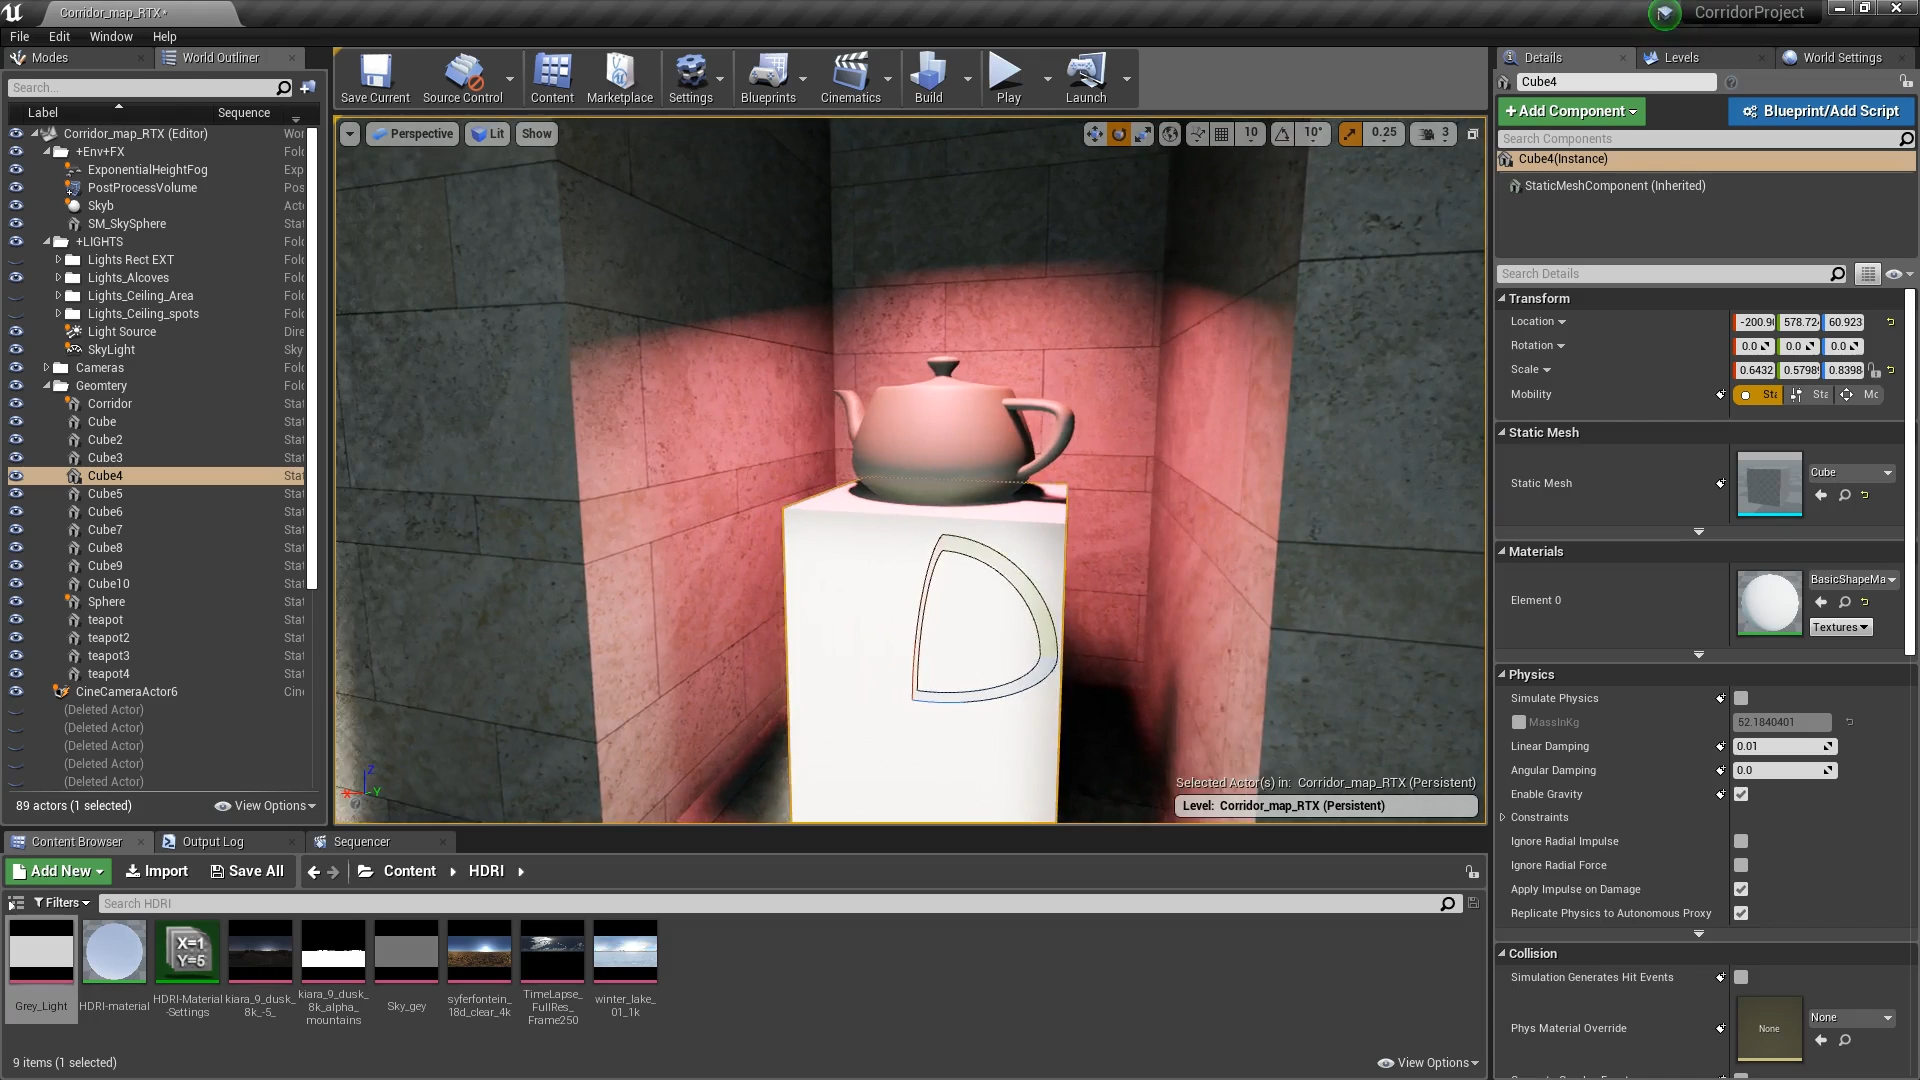 Corridor_map_RTX*
CorridorProject
File Edit Window Help
Modes
World Outliner
Search...
Label Sequence
Corridor_map_RTX (Editor) Wor
+Env+FX Fold
ExponentialHeightFog Exp
PostProcessVolume Pos
Skyb Acto
SM_SkySphere Stat
+LIGHTS Fold
Lights Rect EXT Fold
Lights_Alcoves Fold
Lights_Ceiling_Area Fold
Lights_Ceiling_spots Fold
Light Source Dire
SkyLight Sky
Cameras Fold
Geomtery Fold
Corridor Stat
Cube Stat
Cube2 Stat
Cube3 Stat
Cube4 Stat
Cube5 Stat
Cube6 Stat
Cube7 Stat
Cube8 Stat
Cube9 Stat
Cube10 Stat
Sphere Stat
teapot Stat
teapot2 Stat
teapot3 Stat
teapot4 Stat
CineCameraActor6 Cine
(Deleted Actor)
(Deleted Actor)
(Deleted Actor)
(Deleted Actor)
(Deleted Actor)
89 actors (1 selected)
View Options
Save Current Source Control Content Marketplace Settings Blueprints Cinematics Build Play Launch
Perspective Lit Show
10 10° 0.25 3
Z
X Y
Selected Actor(s) in: Corridor_map_RTX (Persistent)
Level: Corridor_map_RTX (Persistent)
Content Browser Output Log Sequencer
Add New Import Save All Content HDRI
Filters Search HDRI
X=1
Y=5
Grey_Light
HDRI-material
HDRI-Material
-Settings
kiara_9_dusk_
8k_-5_
kiara_9_dusk_
8k_alpha_
mountains
Sky_gey
syferfontein_
18d_clear_4k
TimeLapse_
FullRes_
Frame250
winter_lake_
01_1k
9 items (1 selected)
View Options
Details Levels World Settings
Cube4
+Add Component
Blueprint/Add Script
Search Components
Cube4(Instance)
StaticMeshComponent (Inherited)
Search Details
Transform
Location -200.9 578.724 60.923
Rotation 0.0 0.0 0.0
Scale 0.6432 0.5798 0.8398
Mobility Sta Sta Mo
Static Mesh
Static Mesh Cube
Materials
Element 0 BasicShapeMa
Textures
Physics
Simulate Physics
MassInKg 52.1840401
Linear Damping 0.01
Angular Damping 0.0
Enable Gravity
Constraints
Ignore Radial Impulse
Ignore Radial Force
Apply Impulse on Damage
Replicate Physics to Autonomous Proxy
Collision
Simulation Generates Hit Events
Phys Material Override None None